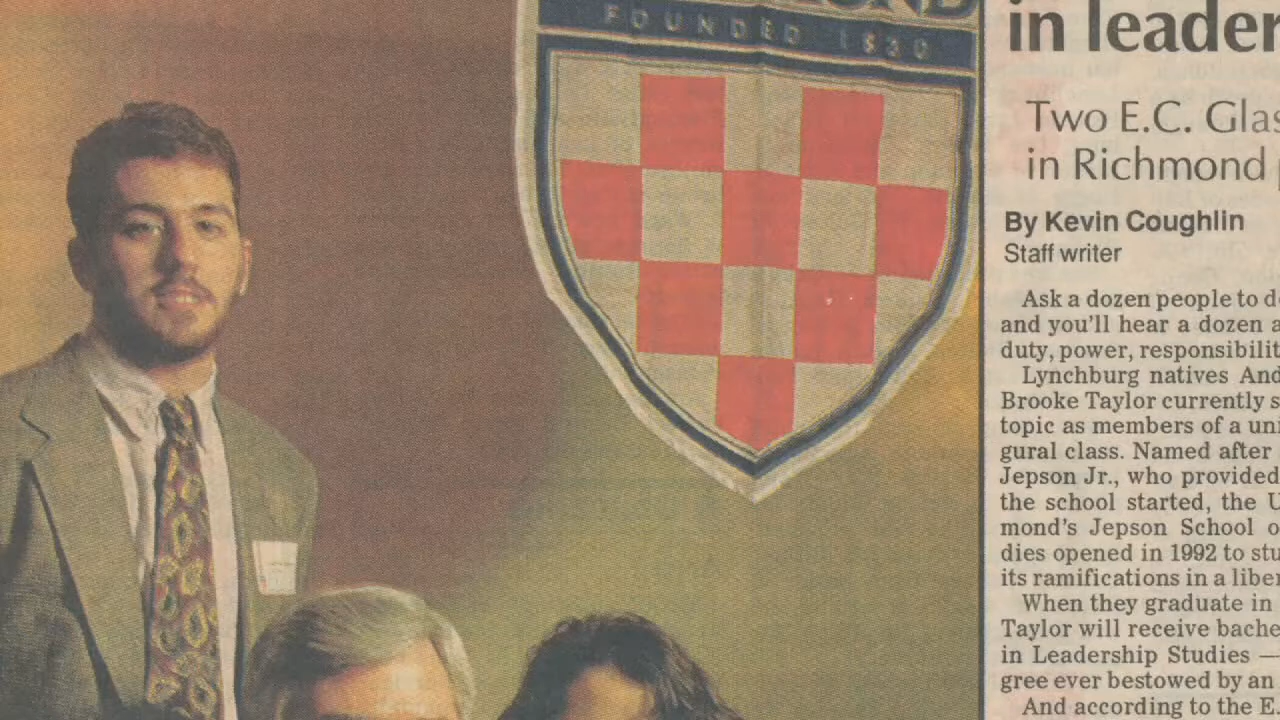 FOUNDED 1830
in leader
Two E.C. Glas
in Richmond
By Kevin Coughlin
Staff writer
Ask a dozen people to de
and you'll hear a dozen a
duty, power, responsibilit
Lynchburg natives And
Brooke Taylor currently s
topic as members of a uni
gural class. Named after
Jepson Jr., who provided
the school started, the U
mond's Jepson School o
dies opened in 1992 to stu
its ramifications in a liber
When they graduate in
Taylor will receive bache
in Leadership Studies —
gree ever bestowed by an
And according to the E.